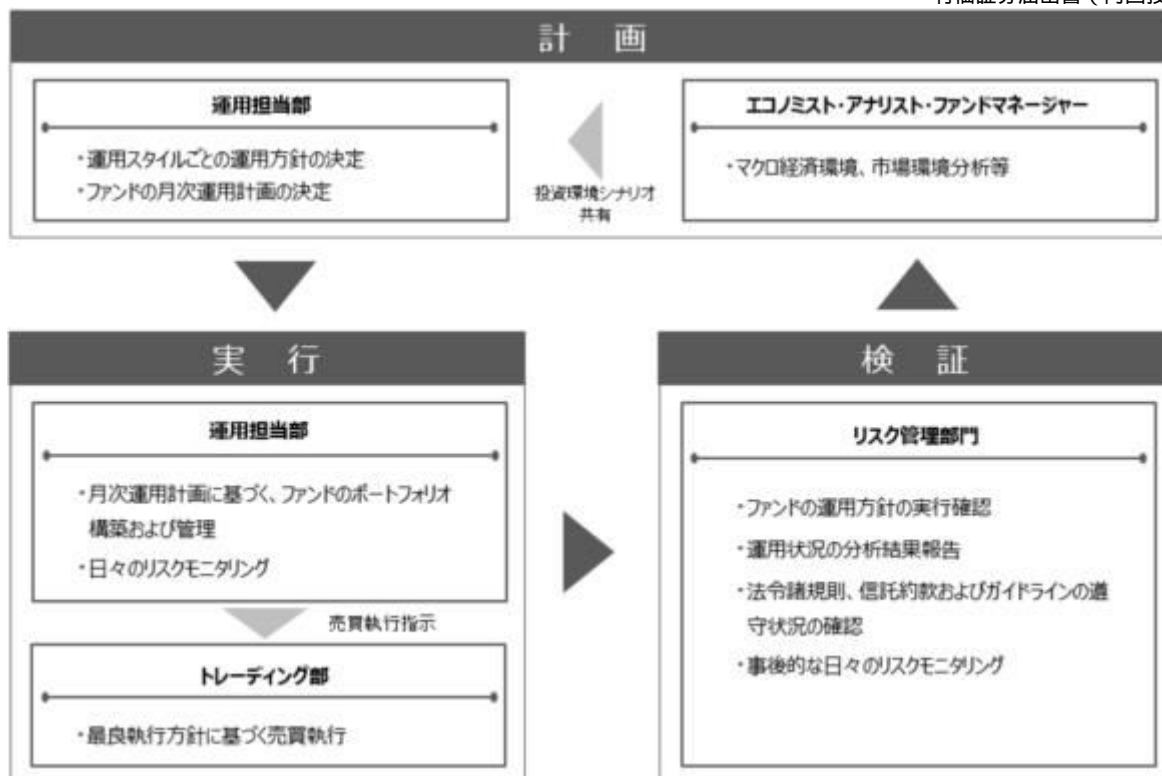 計 画
運用担当部
・運用スタイルごとの運用方針の決定
・ファンドの月次運用計画の決定
投資環境シナリオ
共有
エコノミスト・アナリスト・ファンドマネージャー
・マクロ経済環境、市場環境分析等
実 行
運用担当部
・月次運用計画に基づく、ファンドのポートフォリオ
構築および管理
・日々のリスクモニタリング
売買執行指示
トレーディング部
・最良執行方針に基づく売買執行
検 証
リスク管理部門
・ファンドの運用方針の実行確認
・運用状況の分析結果報告
・法令諸規則、信託約款およびガイドラインの遵
守状況の確認
・事後的な日々のリスクモニタリング